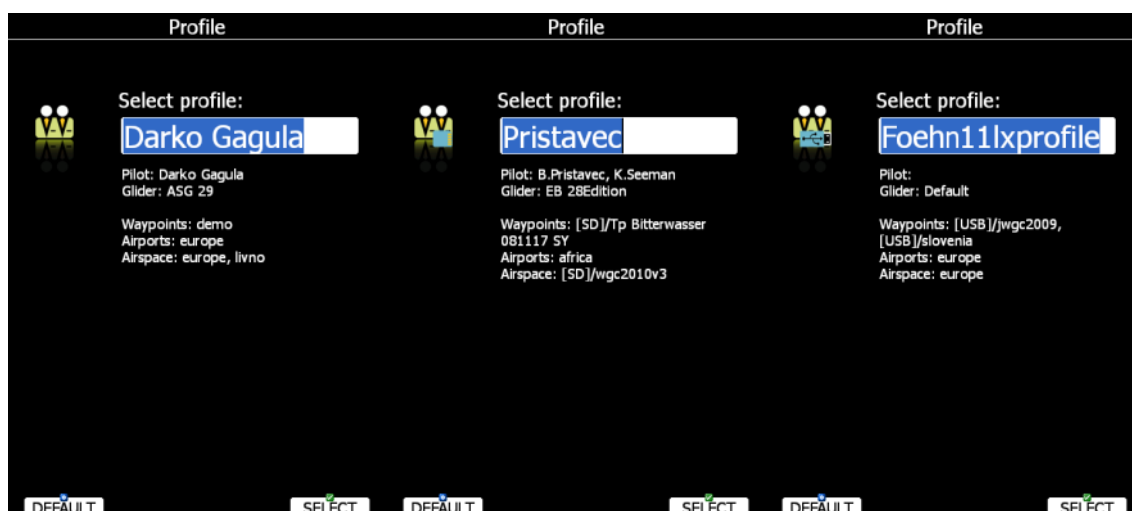 Profile
Select profile:
Darko Gagula
Pilot: Darko Gagula
Glider: ASG 29
Waypoints: demo
Airports: europe
Airspace: europe, livno
DEFAULT
SELECT
Profile
Select profile:
Pristavec
Pilot: B.Pristavec, K.Seeman
Glider: EB 28Edition
Waypoints: [SD]/Tp Bitterwasser
081117 SY
Airports: africa
Airspace: [SD]/wgc2010v3
DEFAULT
SELECT
Profile
Select profile:
Foehn11lxprofile
Pilot:
Glider: Default
Waypoints: [USB]/jwgc2009,
[USB]/slovenia
Airports: europe
Airspace: europe
DEFAULT
SELECT